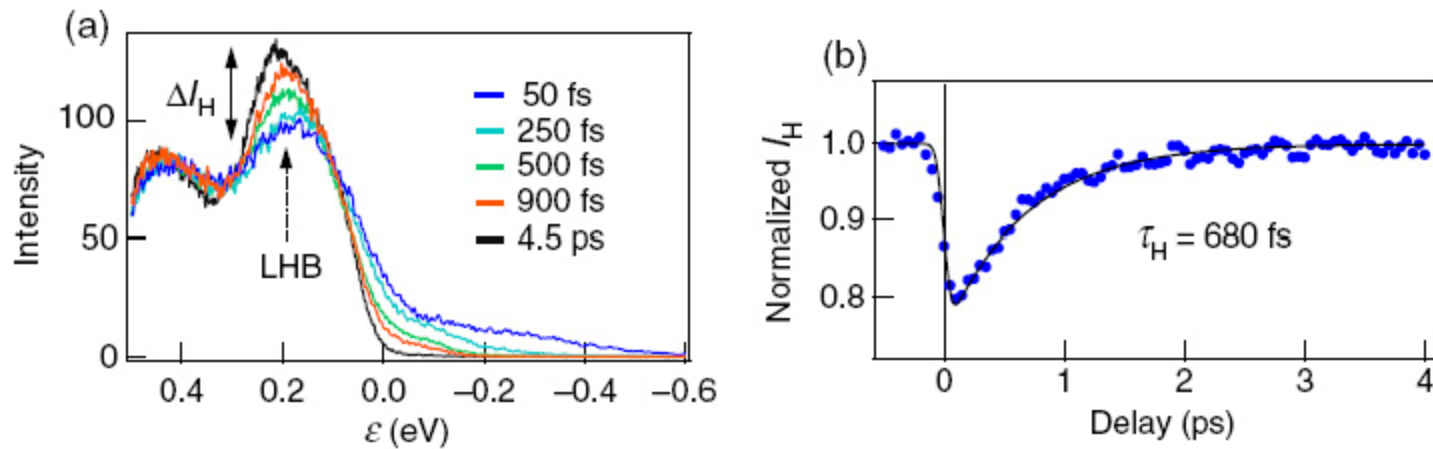 (a)
100
50
0
Intensity
ΔI_H
LHB
50 fs
250 fs
500 fs
900 fs
4.5 ps
0.4 0.2 0.0 −0.2 −0.4 −0.6
ε (eV)
(b)
1.0
0.9
0.8
Normalized I_H
τ_H = 680 fs
0 1 2 3 4
Delay (ps)